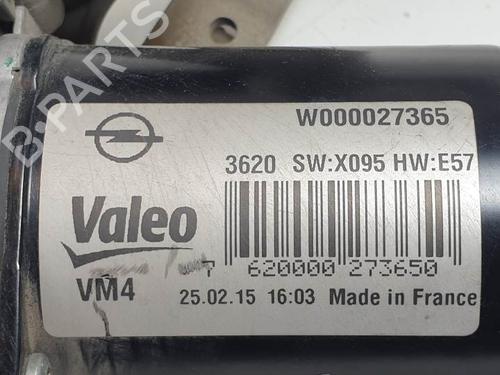 W000027365
3620 SW:X095 HW:E57
Valeo
620000 273650
VM4 25.02.15 16:03 Made in France
B-PARTS